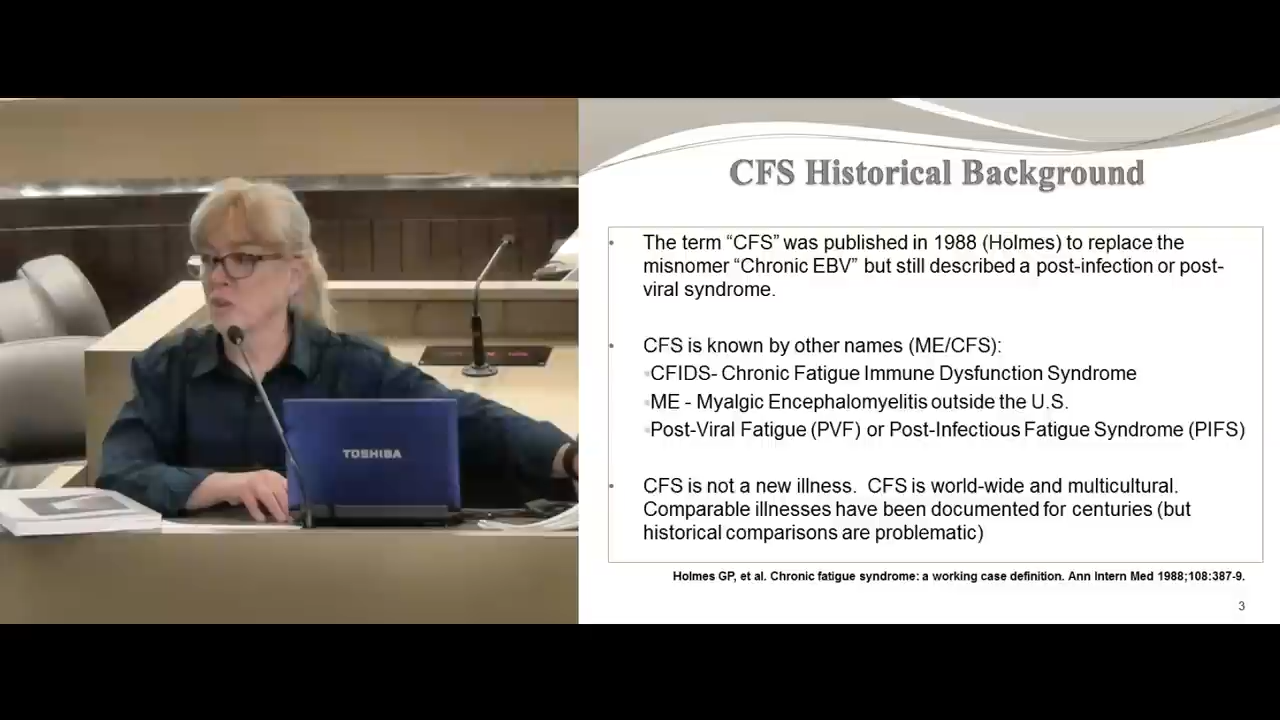 CFS Historical Background
• The term “CFS” was published in 1988 (Holmes) to replace the
misnomer “Chronic EBV” but still described a post-infection or post-
viral syndrome.
• CFS is known by other names (ME/CFS):
•CFIDS- Chronic Fatigue Immune Dysfunction Syndrome
•ME - Myalgic Encephalomyelitis outside the U.S.
•Post-Viral Fatigue (PVF) or Post-Infectious Fatigue Syndrome (PIFS)
• CFS is not a new illness. CFS is world-wide and multicultural.
Comparable illnesses have been documented for centuries (but
historical comparisons are problematic)
Holmes GP, et al. Chronic fatigue syndrome: a working case definition. Ann Intern Med 1988;108:387-9.
3
TOSHIBA